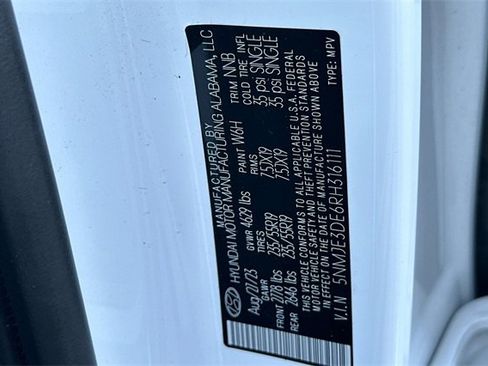 MANUFACTURED BY
HYUNDAI MOTOR MANUFACTURING ALABAMA, LLC
Aug/27/23 4629 lbs PAINT W6H TRIM NNB
GAWR TIRES RIMS COLD TIRE INFL
FRONT lbs 235/55R19 7.5JX19 35 psi SINGLE
REAR 2646 lbs 235/55R19 7.5JX19 35 psi SINGLE
THIS VEHICLE CONFORMS TO ALL APPLICABLE U.S.A. FEDERAL
MOTOR VEHICLE SAFETY AND THEFT PREVENTION STANDARDS
IN EFFECT ON THE DATE OF MANUFACTURE SHOWN ABOVE
V.I.N 5NMJE3DE6RH316111 TYPE: MPV